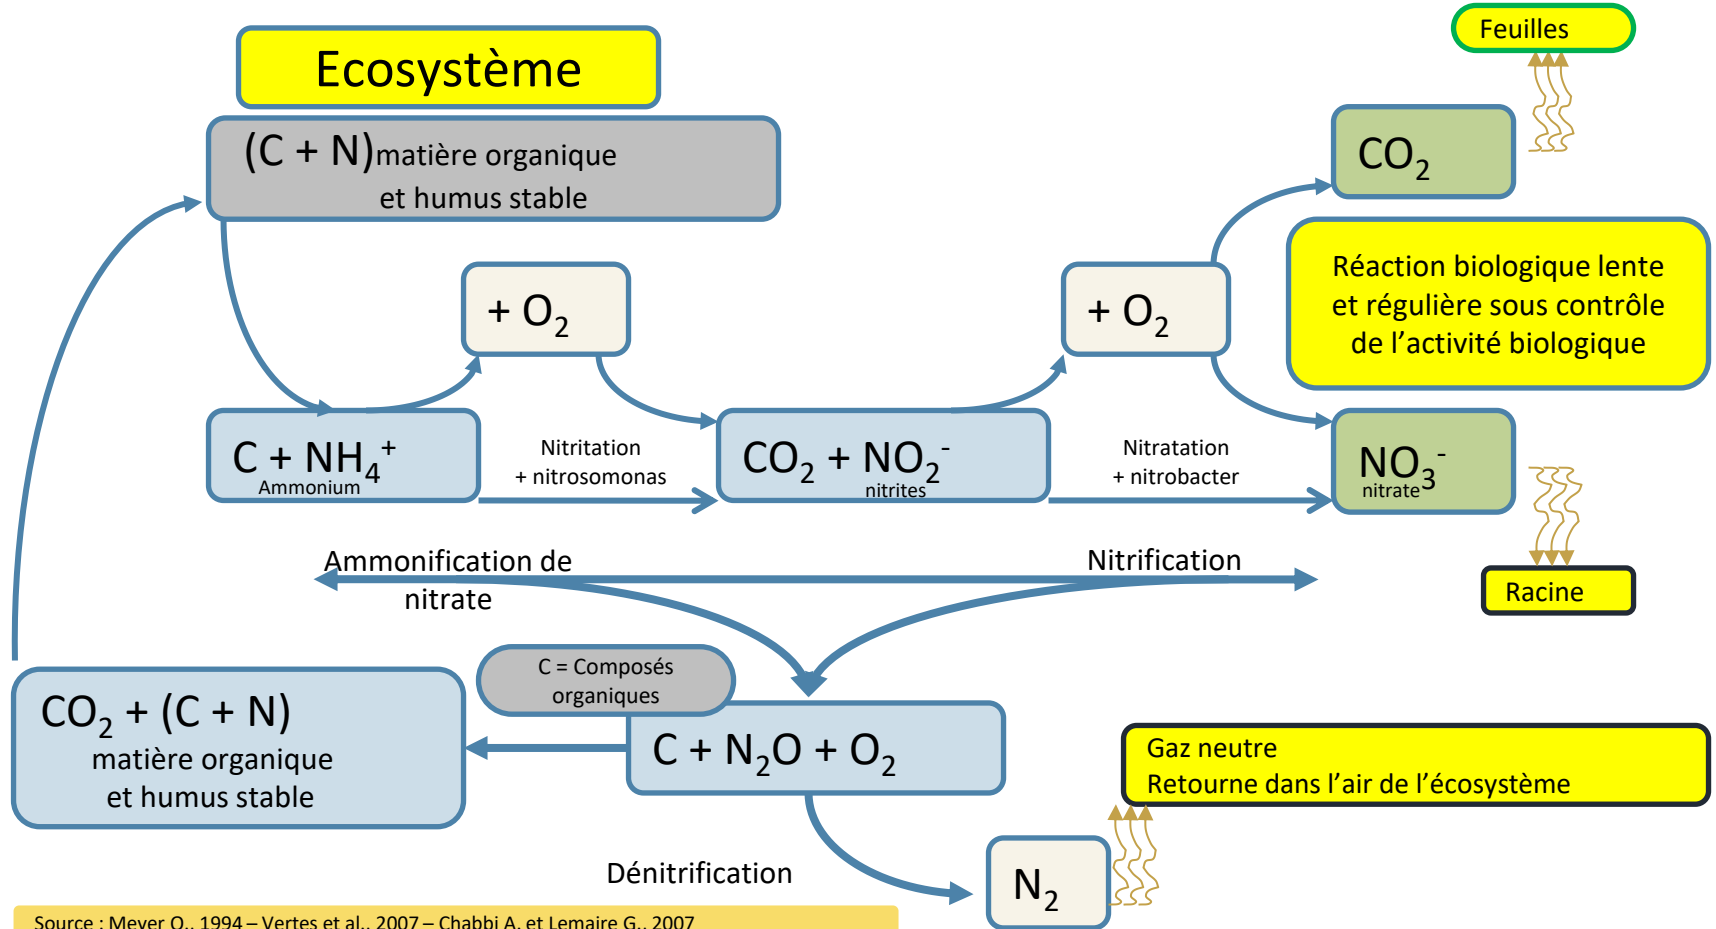 Feuilles
Ecosystème
(C + N)matière organique
et humus stable
CO₂
+ O₂
+ O₂
Réaction biologique lente
et régulière sous contrôle
de l’activité biologique
C + NH₄⁺
Ammonium
Nitritation
+ nitrosomonas
CO₂ + NO₂⁻
nitrites
Nitratation
+ nitrobacter
NO₃⁻
nitrate
Ammonification de
nitrate
Nitrification
Racine
C = Composés
organiques
CO₂ + (C + N)
matière organique
et humus stable
C + N₂O + O₂
Gaz neutre
Retourne dans l’air de l’écosystème
Dénitrification
N₂
Source : Meyer O., 1994 – Vertes et al., 2007 – Chabbi A. et Lemaire G., 2007